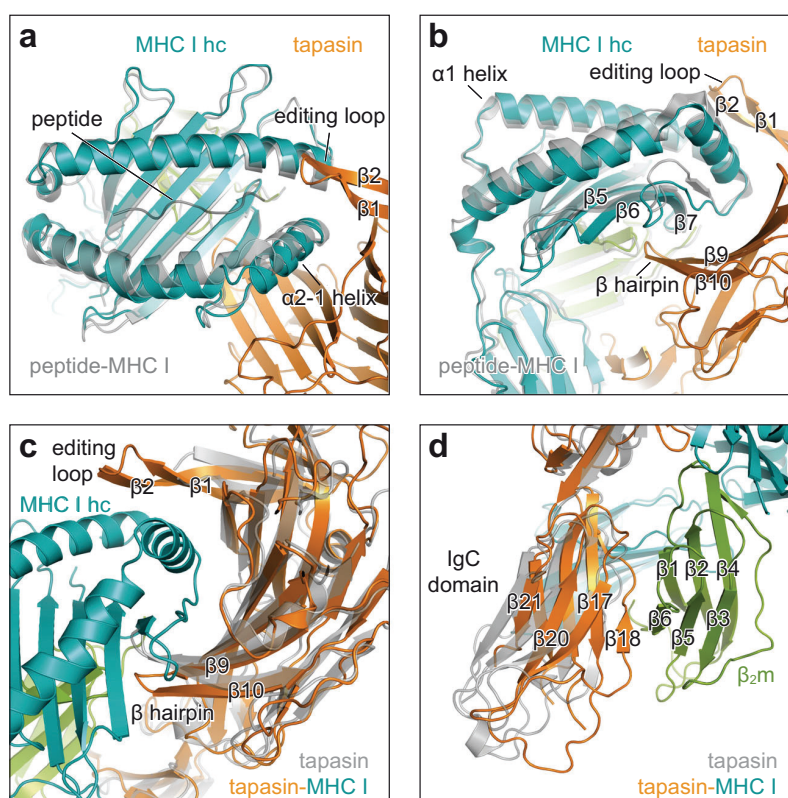 a
MHC I hc
tapasin
peptide
editing loop
β2
β1
α2-1 helix
peptide-MHC I
b
MHC I hc
tapasin
α1 helix
editing loop
β2
β1
β5
β6
β7
β9
β hairpin
β10
peptide-MHC I
c
editing
loop
β2
β1
MHC I hc
β9
β10
β hairpin
tapasin
tapasin-MHC I
d
IgC
domain
β1
β2
β4
β21
β17
β6
β3
β20
β18
β5
β₂m
tapasin
tapasin-MHC I